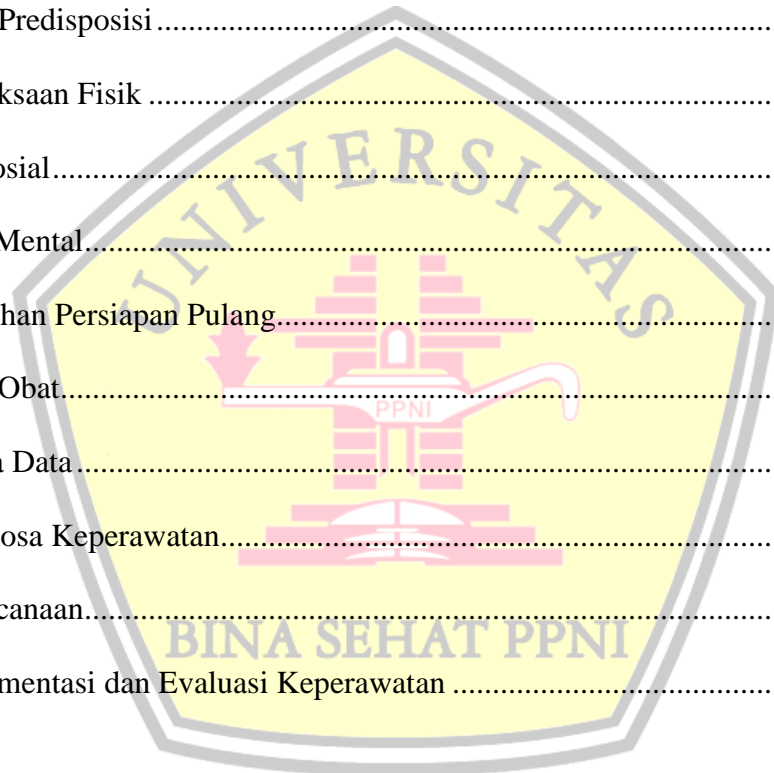 Predisposisi ....................................................................................
ksaan Fisik .....................................................................................
osial................................................................................................
Mental............................................................................................
han Persiapan Pulang.....................................................................
Obat...............................................................................................
a Data ............................................................................................
osa Keperawatan............................................................................
canaan............................................................................................
mentasi dan Evaluasi Keperawatan ................................................
UNIVERSITAS
PPNI
BINA SEHAT PPNI